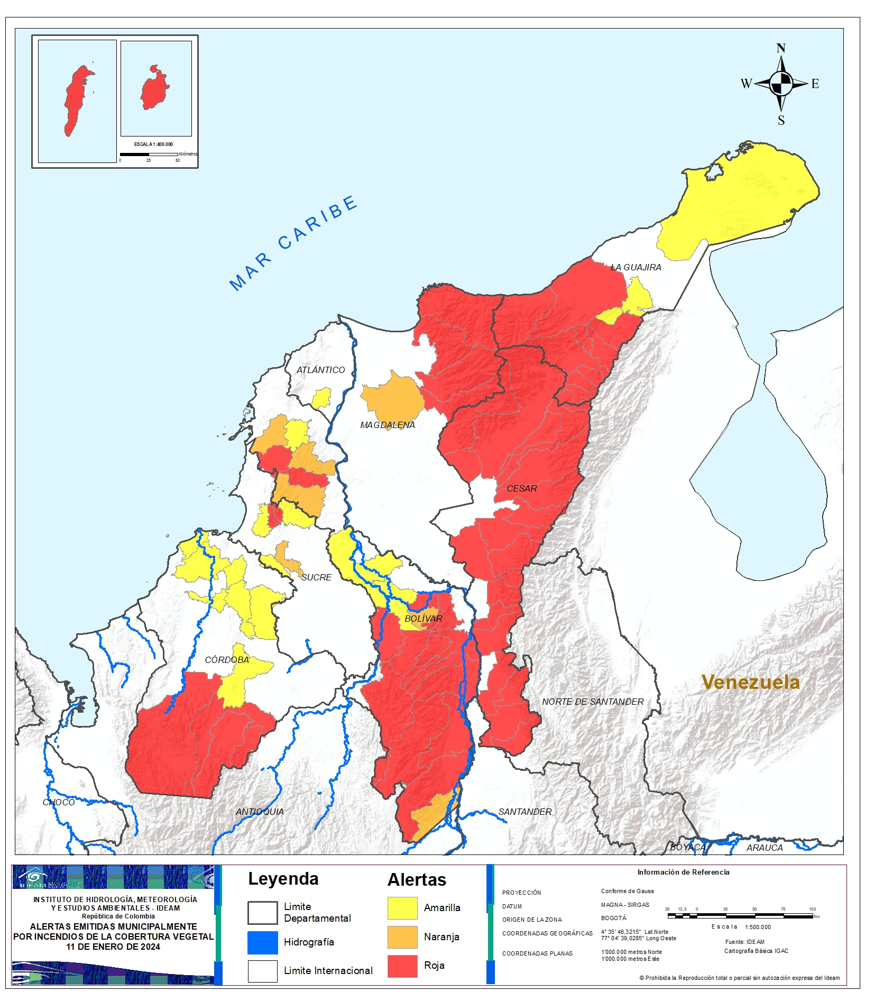 ESCALA 1:400.000
Kilómetros
0 25 50
N
W E
S
MAR CARIBE
LA GUAJIRA
ATLÁNTICO
MAGDALENA
CESAR
SUCRE
BOLÍVAR
CÓRDOBA
Venezuela
NORTE DE SANTANDER
CHOCÓ
ANTIOQUIA
SANTANDER
BOYACÁ
ARAUCA
IDEAM
INSTITUTO DE HIDROLOGÍA, METEOROLOGÍA
Y ESTUDIOS AMBIENTALES - IDEAM
República de Colombia
ALERTAS EMITIDAS MUNICIPALMENTE
POR INCENDIOS DE LA COBERTURA VEGETAL
11 DE ENERO DE 2024
Leyenda
Limite
Departamental
Hidrografía
Limite Internacional
Alertas
Amarilla
Naranja
Roja
Información de Referencia
PROYECCIÓN Conforme de Gauss
DATUM MAGNA - SIRGAS
ORIGEN DE LA ZONA BOGOTÁ
COORDENADAS GEOGRÁFICAS 4° 35' 46,3215" Lat.Norte
77° 04' 39,0285" Long.Oeste
COORDENADAS PLANAS 1'000.000 metros Norte
1'000.000 metros Este
25 12,5 0 25 50 75 100
Km
Escala 1:500.000
Fuente: IDEAM
Cartografía Básica IGAC
© Prohibida la Reproducción total o parcial sin autozación expresa del Ideam